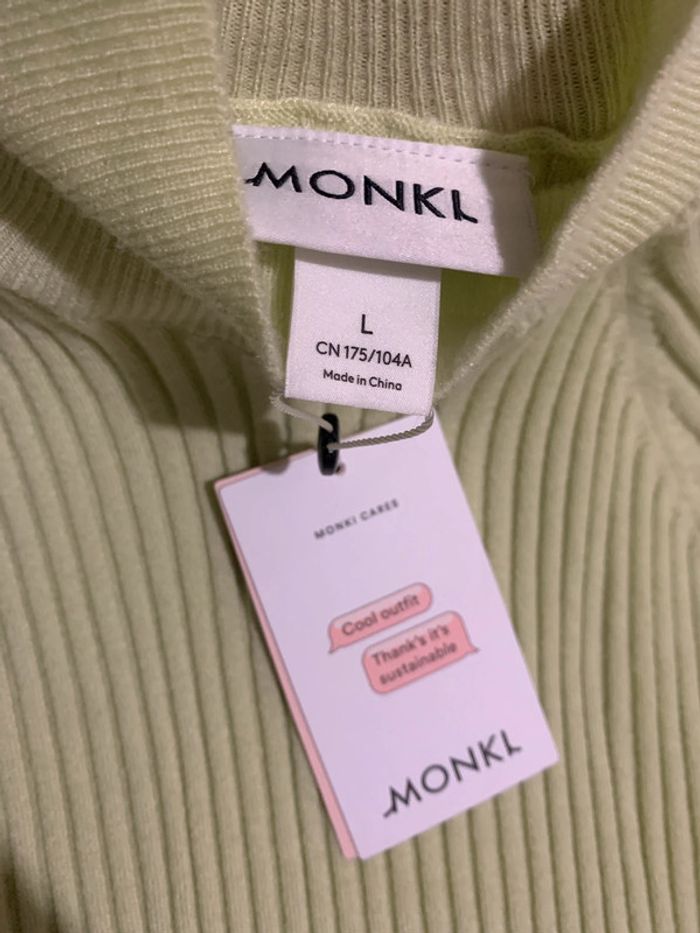 MONKI
L
CN 175/104A
Made in China
MONKI CARES
Cool outfit
Thank's it's
sustainable
MONKI